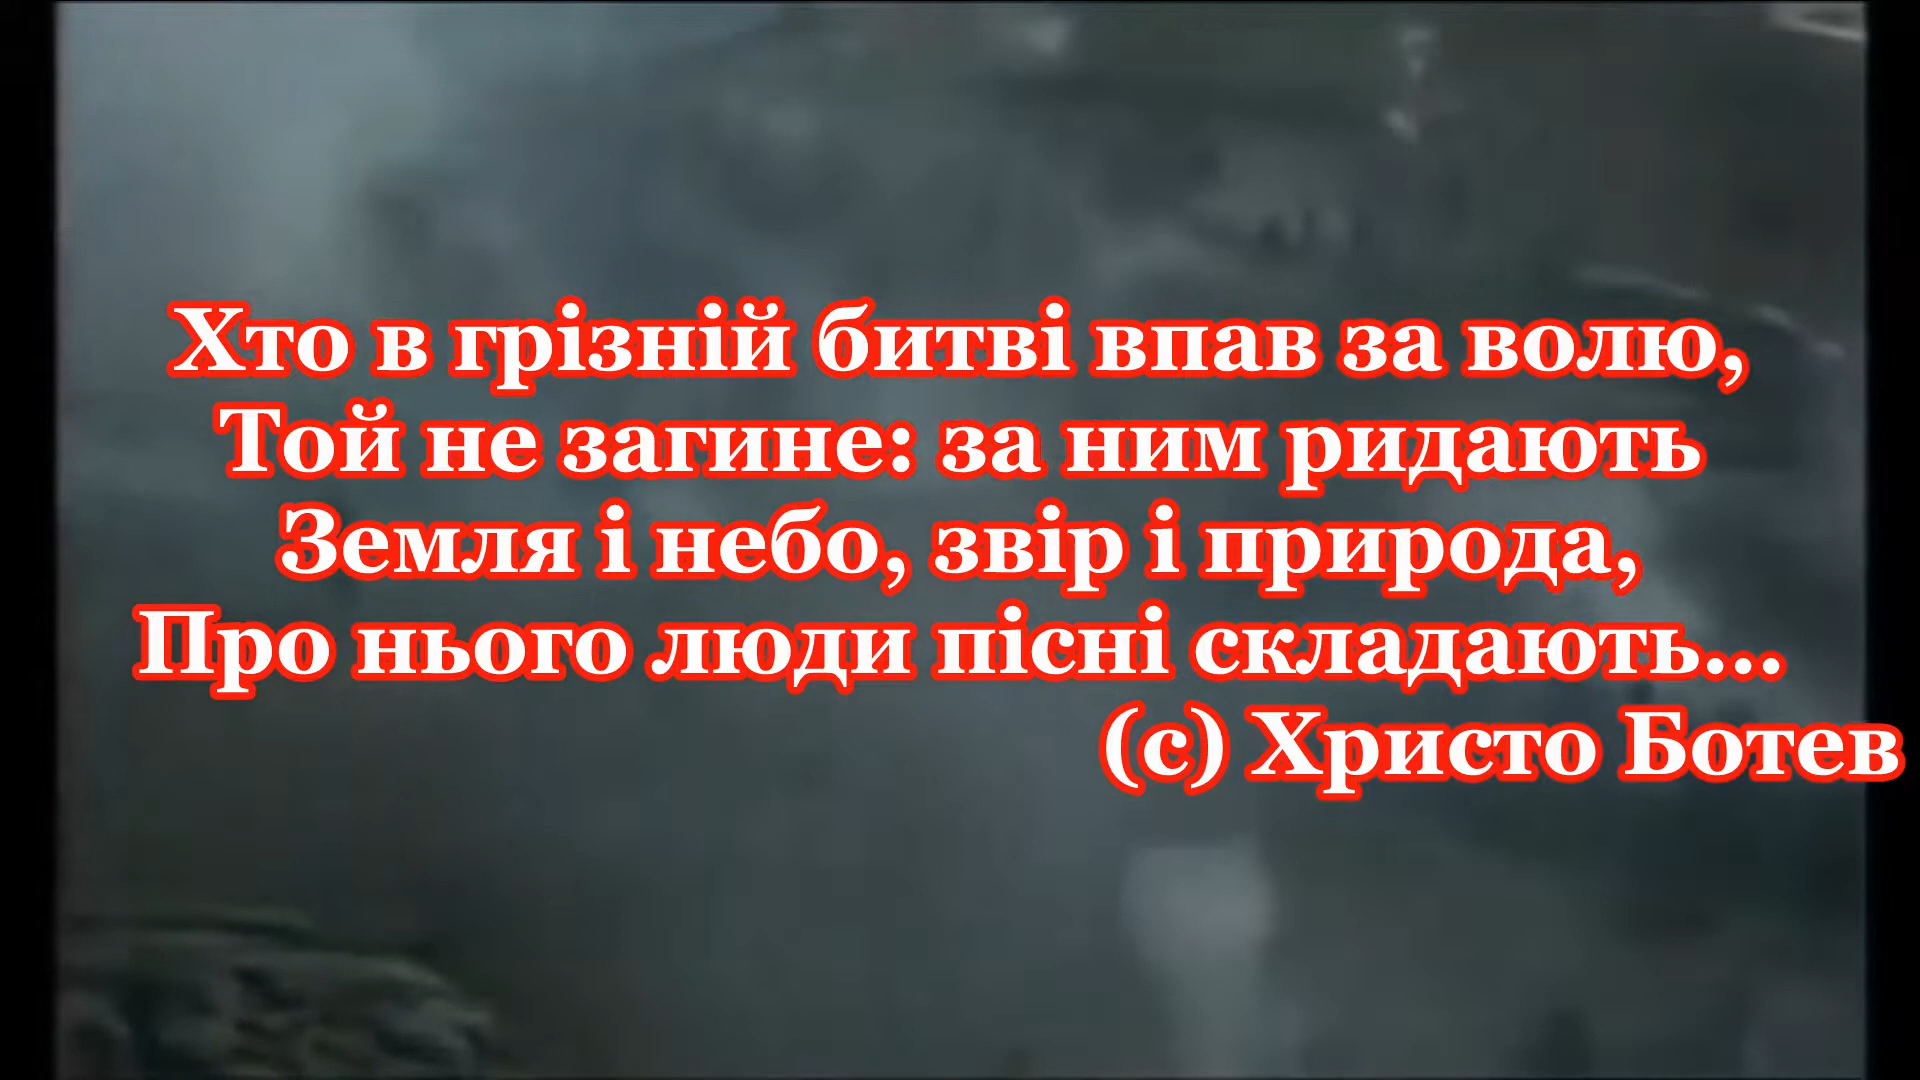 Хто в грізній битві впав за волю,
Той не загине: за ним ридають
Земля і небо, звір і природа,
Про нього люди пісні складають...
(с) Христо Ботев